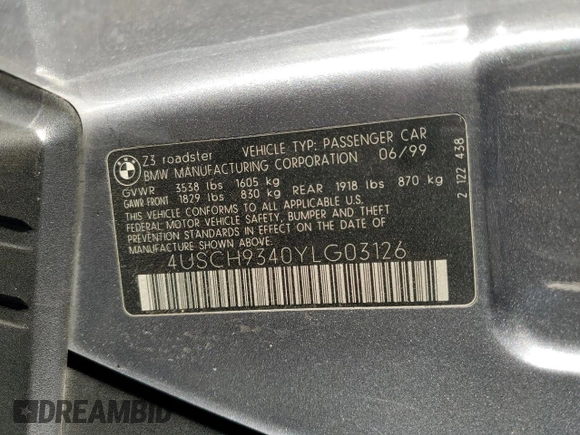 BMW
Z3 roadster VEHICLE TYP: PASSENGER CAR
BMW MANUFACTURING CORPORATION 06/99
GVWR 3538 lbs 1605 kg
GAWR FRONT 1829 lbs 830 kg REAR 1918 lbs 870 kg
THIS VEHICLE CONFORMS TO ALL APPLICABLE U.S.
FEDERAL MOTOR VEHICLE SAFETY, BUMPER AND THEFT
PREVENTION STANDARDS IN EFFECT ON THE DATE OF
MANUFACTURE SHOWN ABOVE.
4USCH9340YLG03126
2 122 438
DREAMBID